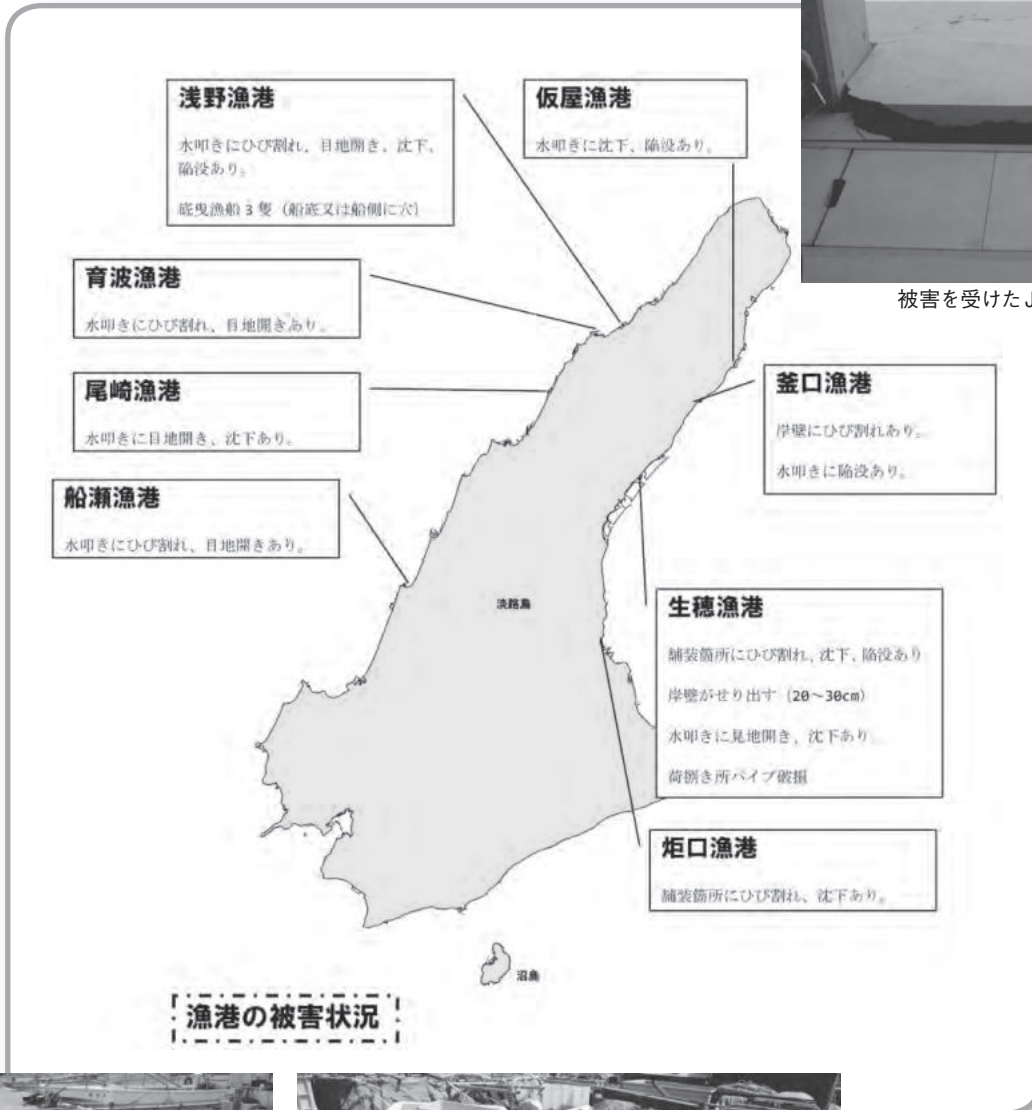 浅野漁港
水叩きにひび割れ、目地開き、沈下、
陥没あり。
底曳漁船3隻（船底又は船側に穴）
仮屋漁港
水叩きに沈下、陥没あり。
被害を受けたJ
育波漁港
水叩きにひび割れ、目地開きあり。
尾崎漁港
水叩きに目地開き、沈下あり。
船瀬漁港
水叩きにひび割れ、目地開きあり。
釜口漁港
岸壁にひび割れあり。
水叩きに陥没あり。
淡路島
生穂漁港
舗装箇所にひび割れ、沈下、陥没あり
岸壁がせり出す（20～30cm）
水叩きに見地開き、沈下あり。
荷捌き所パイプ破損
炬口漁港
舗装箇所にひび割れ、沈下あり。
沼島
漁港の被害状況